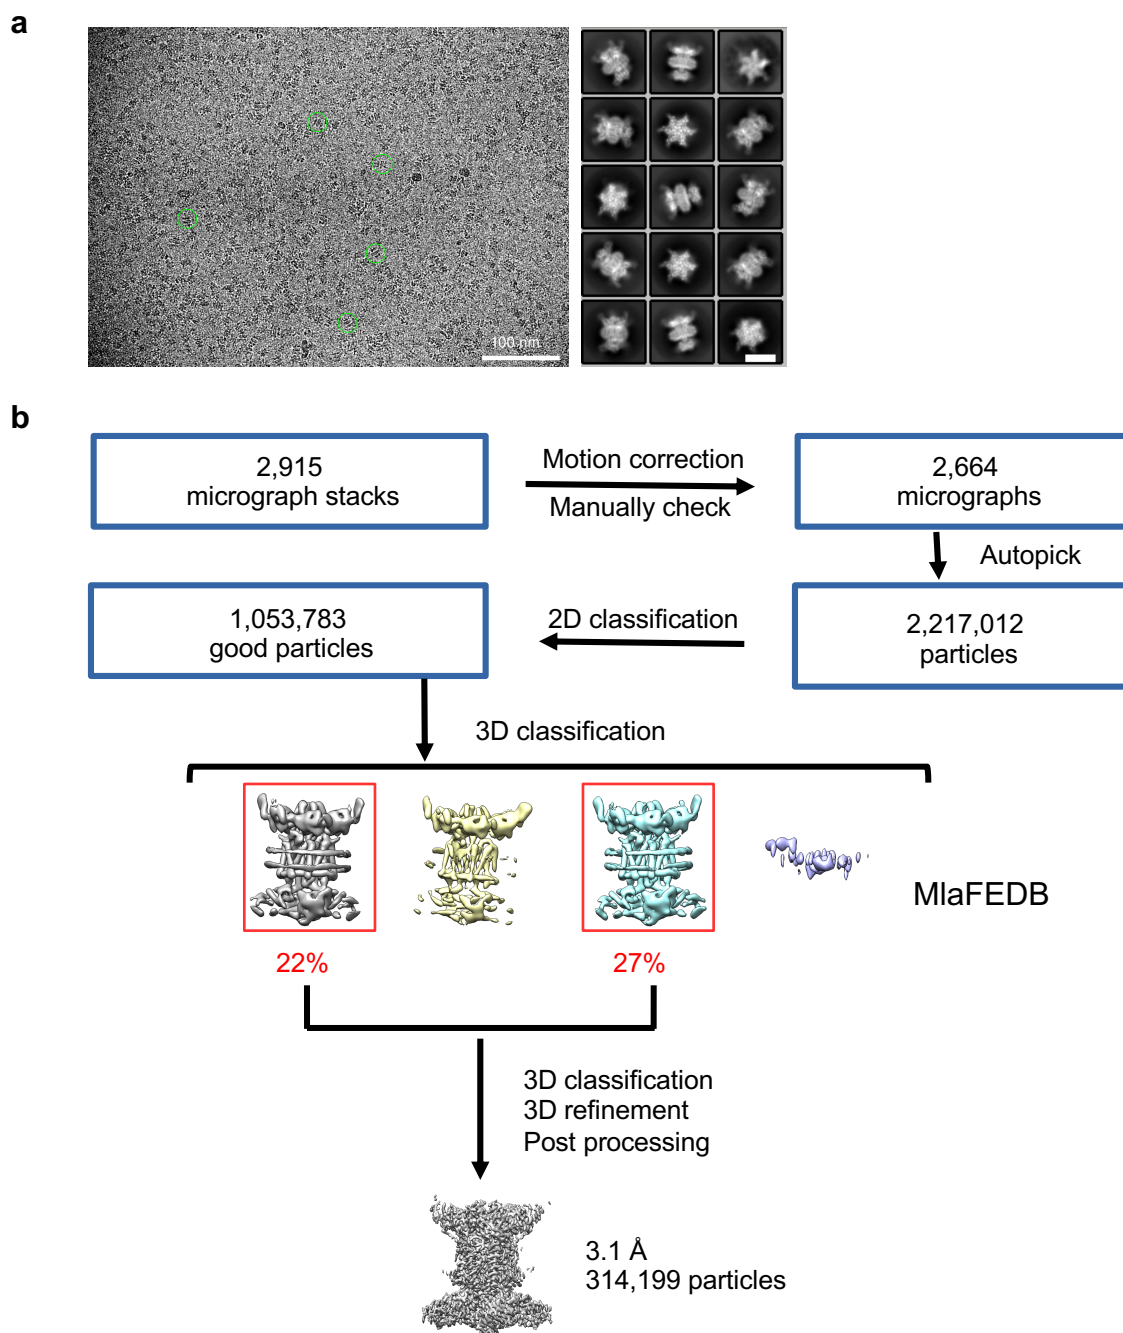 a
100 nm
b
2,915
micrograph stacks
Motion correction
Manually check
2,664
micrographs
Autopick
2,217,012
particles
2D classification
1,053,783
good particles
3D classification
MlaFEDB
22%
27%
3D classification
3D refinement
Post processing
3.1 Å
314,199 particles